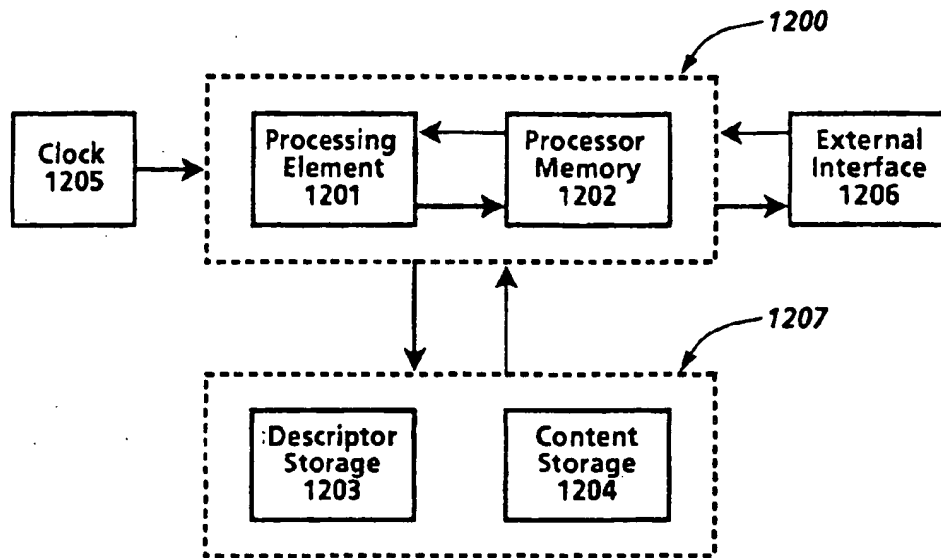 1200
Clock
1205
Processing
Element
1201
Processor
Memory
1202
External
Interface
1206
1207
Descriptor
Storage
1203
Content
Storage
1204